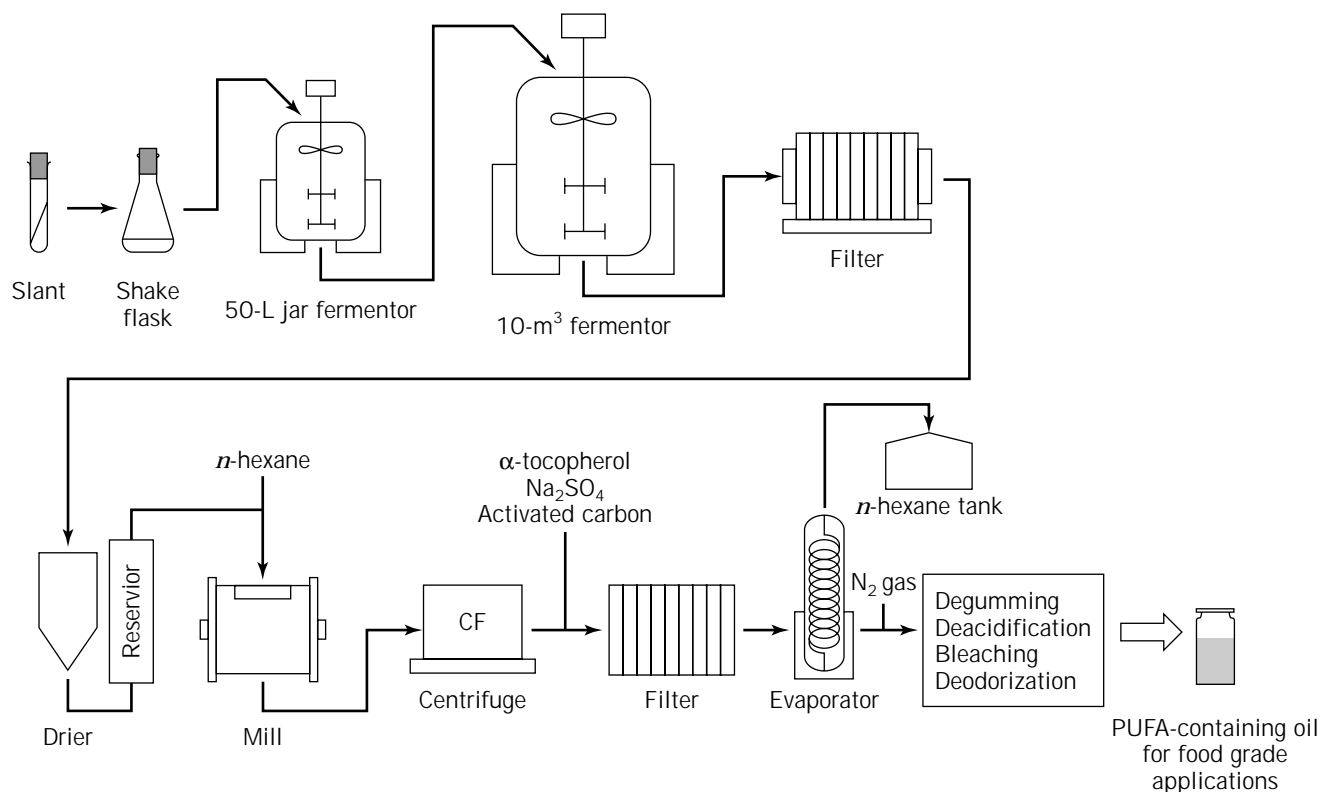 Slant
Shake
flask
50-L jar fermentor
10-m³ fermentor
Filter
n-hexane
Reservior
Drier
Mill
CF
Centrifuge
α-tocopherol
Na₂SO₄
Activated carbon
Filter
Evaporator
n-hexane tank
N₂ gas
Degumming
Deacidification
Bleaching
Deodorization
PUFA-containing oil
for food grade
applications